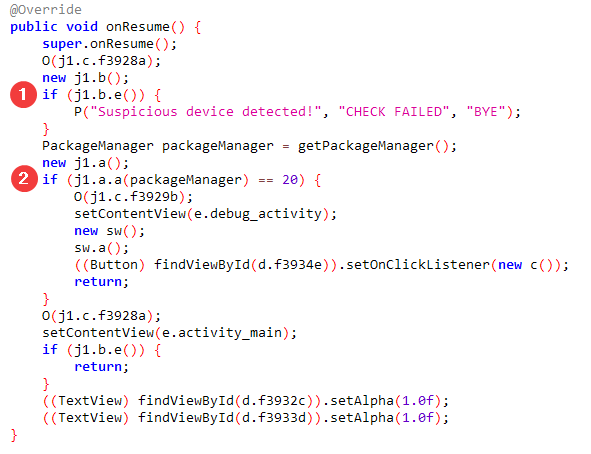 @Override
public void onResume() {
    super.onResume();
    O(j1.c.f3928a);
    new j1.b();
1   if (j1.b.e()) {
        P("Suspicious device detected!", "CHECK FAILED", "BYE");
    }
    PackageManager packageManager = getPackageManager();
    new j1.a();
2   if (j1.a.a(packageManager) == 20) {
        O(j1.c.f3929b);
        setContentView(e.debug_activity);
        new sw();
        sw.a();
        ((Button) findViewById(d.f3934e)).setOnClickListener(new c());
        return;
    }
    O(j1.c.f3928a);
    setContentView(e.activity_main);
    if (j1.b.e()) {
        return;
    }
    ((TextView) findViewById(d.f3932c)).setAlpha(1.0f);
    ((TextView) findViewById(d.f3933d)).setAlpha(1.0f);
}